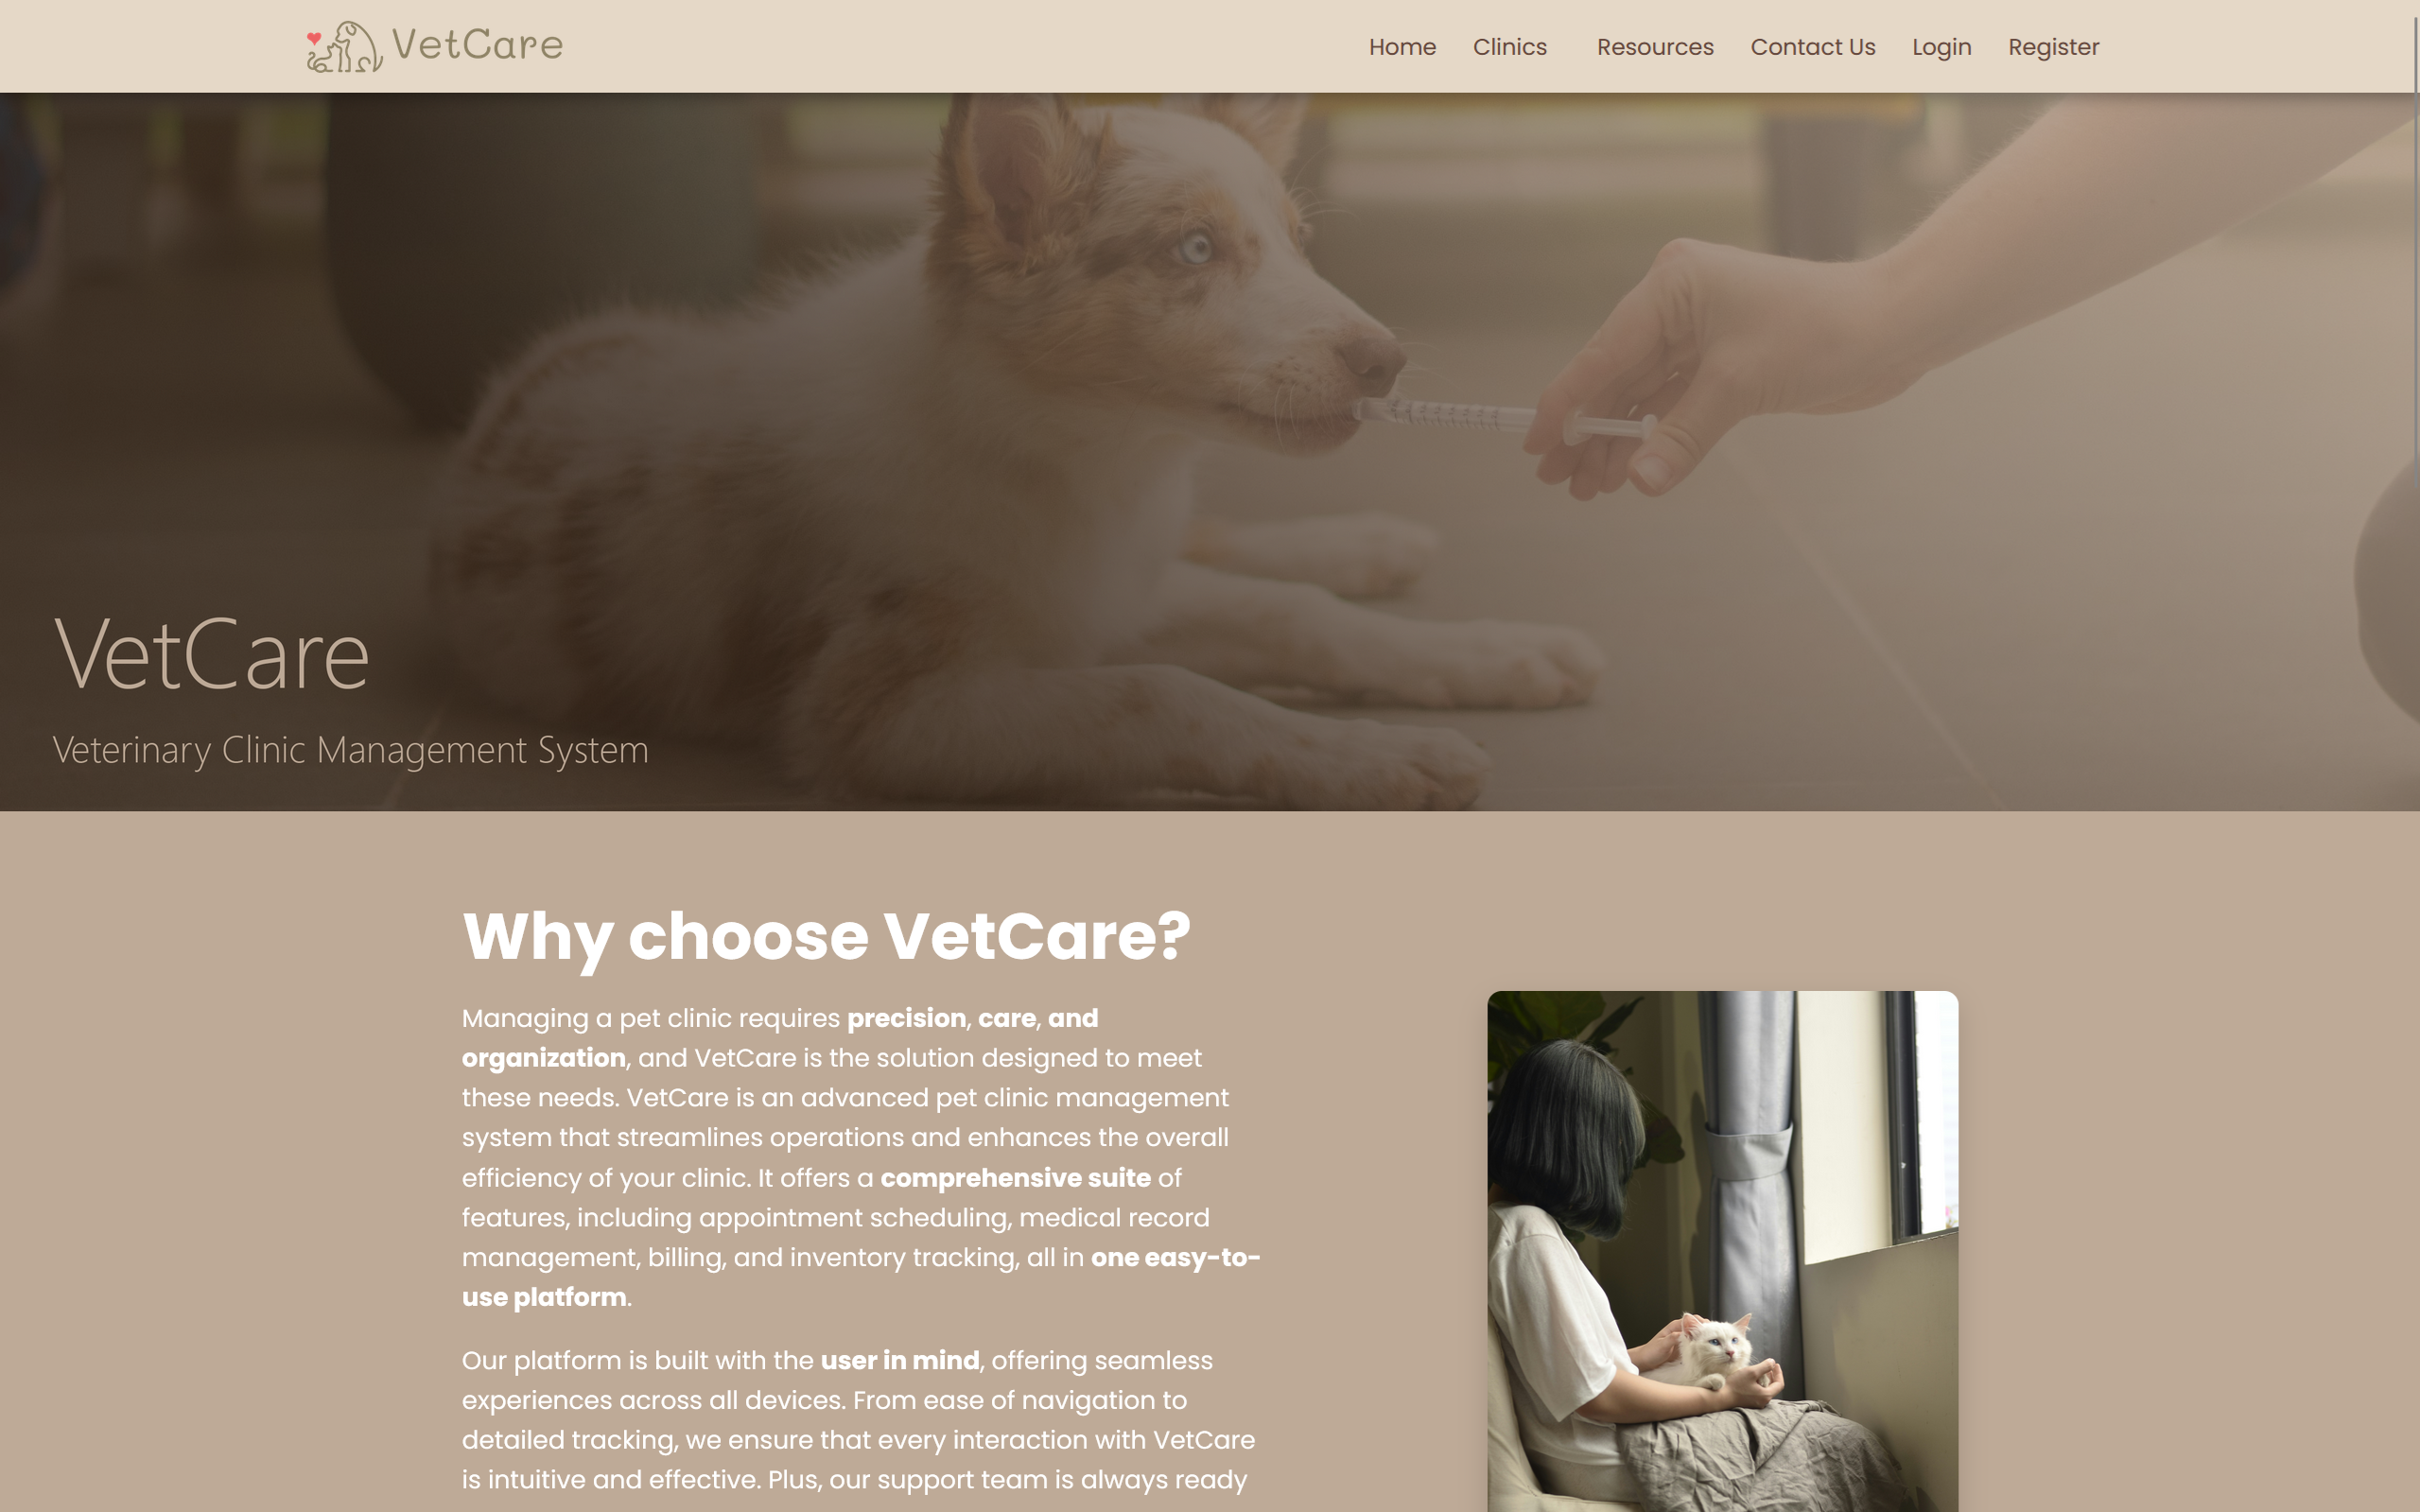 VetCare
Home Clinics Resources Contact Us Login Register
VetCare
Veterinary Clinic Management System
Why choose VetCare?
Managing a pet clinic requires precision, care, and
organization, and VetCare is the solution designed to meet
these needs. VetCare is an advanced pet clinic management
system that streamlines operations and enhances the overall
efficiency of your clinic. It offers a comprehensive suite of
features, including appointment scheduling, medical record
management, billing, and inventory tracking, all in one easy-to-
use platform.
Our platform is built with the user in mind, offering seamless
experiences across all devices. From ease of navigation to
detailed tracking, we ensure that every interaction with VetCare
is intuitive and effective. Plus, our support team is always ready